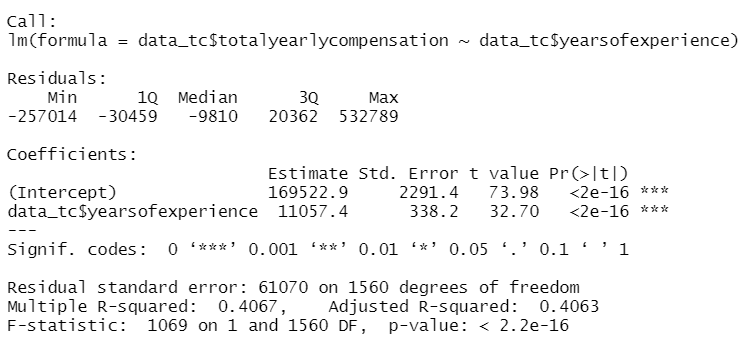 Call:
lm(formula = data_tc$totalyearlycompensation ~ data_tc$yearsofexperience)
Residuals:
Min 1Q Median 3Q Max
-257014 -30459 -9810 20362 532789
Coefficients:
Estimate Std. Error t value Pr(>|t|)
(Intercept) 169522.9 2291.4 73.98 <2e-16 ***
data_tc$yearsofexperience 11057.4 338.2 32.70 <2e-16 ***
---
Signif. codes: 0 ‘***’ 0.001 ‘**’ 0.01 ‘*’ 0.05 ‘.’ 0.1 ‘ ’ 1
Residual standard error: 61070 on 1560 degrees of freedom
Multiple R-squared: 0.4067, Adjusted R-squared: 0.4063
F-statistic: 1069 on 1 and 1560 DF, p-value: < 2.2e-16